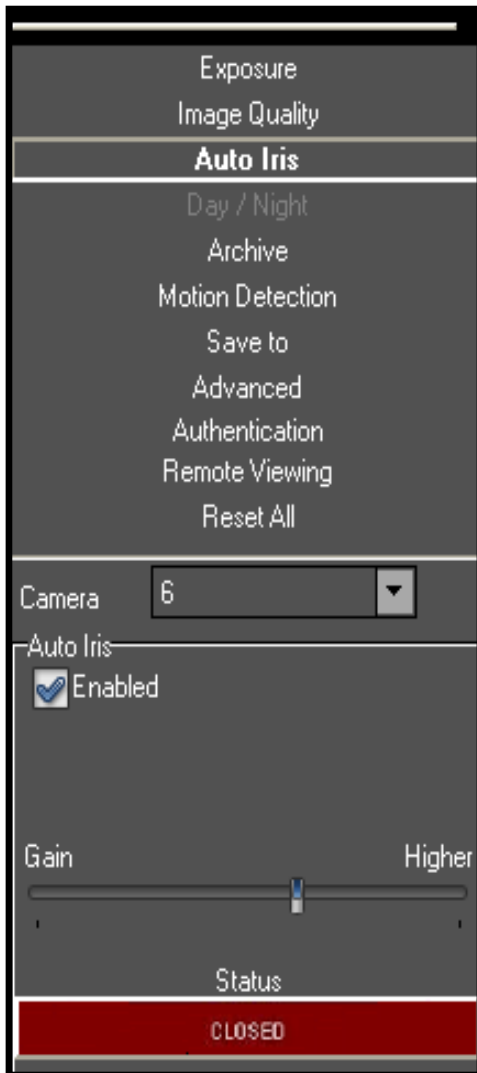 Exposure
Image Quality
Auto Iris
Day / Night
Archive
Motion Detection
Save to
Advanced
Authentication
Remote Viewing
Reset All
Camera 6
Auto Iris
Enabled
Gain Higher
Status
CLOSED